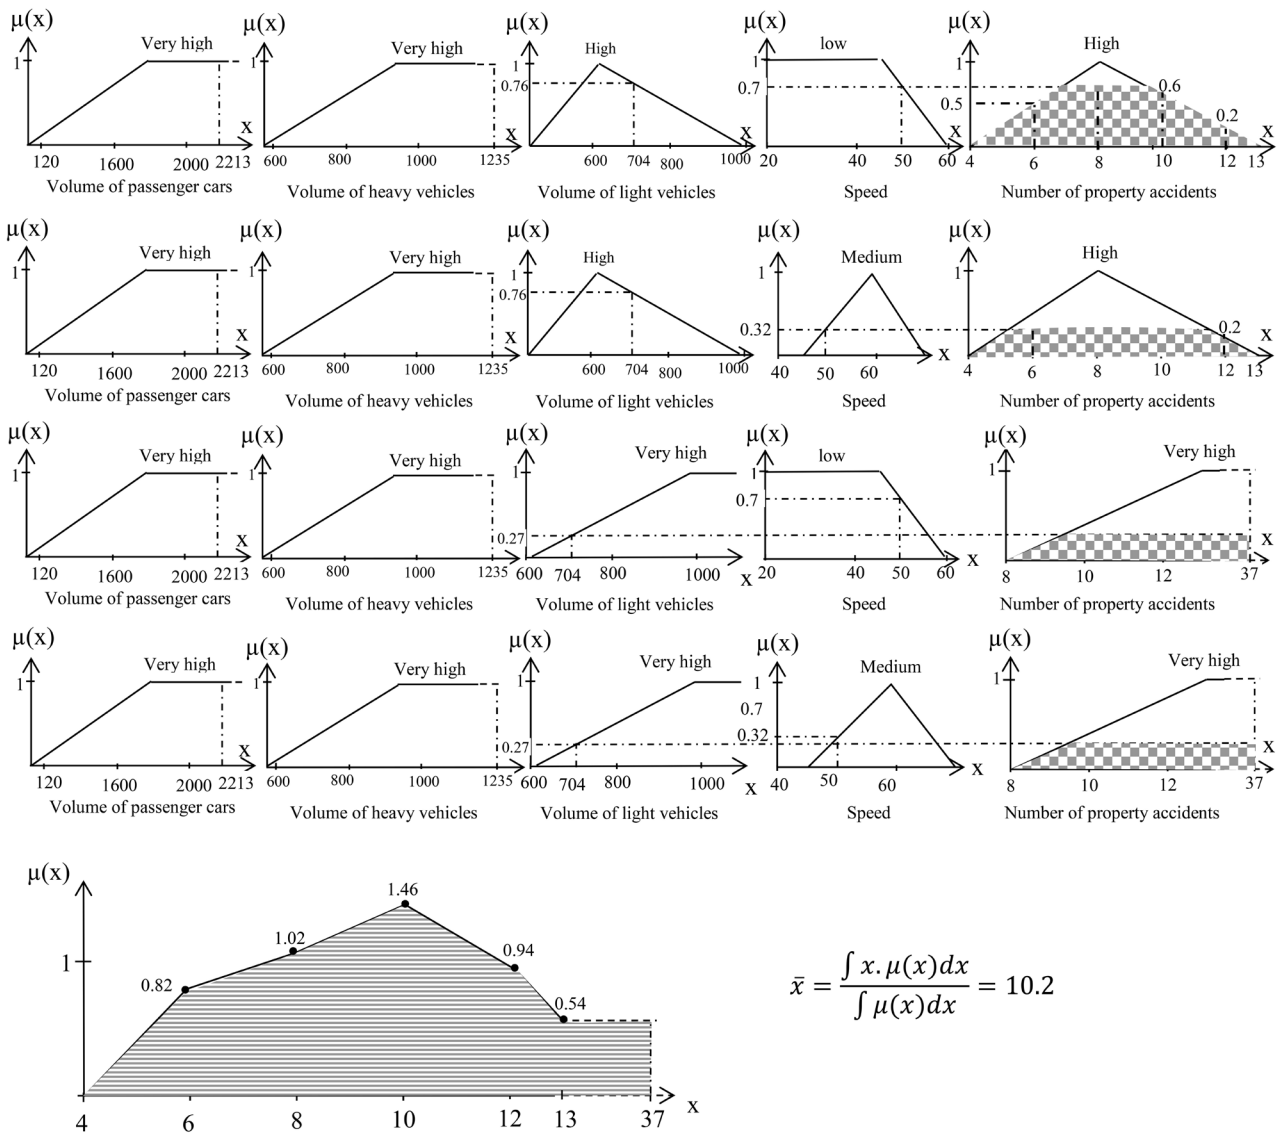 μ(x) μ(x) μ(x) μ(x) μ(x)
Very high Very high High low High
1 1 1 1 1
0.76 0.7 0.5 0.6 0.2
x x x x x
120 1600 2000 2213 600 800 1000 1235 600 704 800 1000 20 40 50 60 4 6 8 10 12 13
Volume of passenger cars Volume of heavy vehicles Volume of light vehicles Speed Number of property accidents
μ(x) μ(x) μ(x) μ(x) μ(x)
Very high Very high High Medium High
1 1 1 1 1
0.76 0.32 0.2
x x x x x
120 1600 2000 2213 600 800 1000 1235 600 704 800 1000 40 50 60 4 6 8 10 12 13
Volume of passenger cars Volume of heavy vehicles Volume of light vehicles Speed Number of property accidents
μ(x) μ(x) μ(x) μ(x) μ(x)
Very high Very high Very high low Very high
1 1 1 1 1
0.27 0.7
x x x x x
120 1600 2000 2213 600 800 1000 1235 600 704 800 1000 20 40 50 60 8 10 12 37
Volume of passenger cars Volume of heavy vehicles Volume of light vehicles Speed Number of property accidents
μ(x) μ(x) μ(x) μ(x) μ(x)
Very high Very high Very high Medium Very high
1 1 1 1 1
0.27 0.7 0.32
x x x x x
120 1600 2000 2213 600 800 1000 1235 600 704 800 1000 40 50 60 8 10 12 37
Volume of passenger cars Volume of heavy vehicles Volume of light vehicles Speed Number of property accidents
μ(x)
1.46
1.02
1
0.94
0.82
0.54
x
4 6 8 10 12 13 37
x̄ = ∫ x. μ(x)dx / ∫ μ(x)dx = 10.2